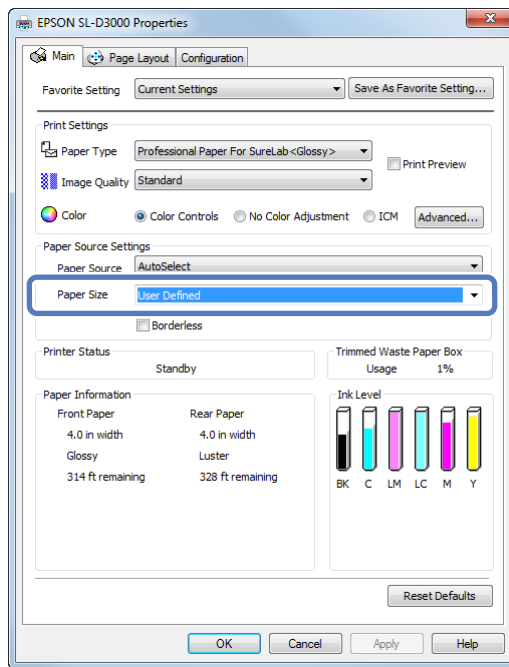 EPSON SL-D3000 Properties
Main Page Layout Configuration
Favorite Setting Current Settings Save As Favorite Setting...
Print Settings
Paper Type Professional Paper For SureLab<Glossy>
Print Preview
Image Quality Standard
Color Color Controls No Color Adjustment ICM Advanced...
Paper Source Settings
Paper Source AutoSelect
Paper Size User Defined
Borderless
Printer Status
Standby
Trimmed Waste Paper Box
Usage 1%
Paper Information
Front Paper Rear Paper
4.0 in width 4.0 in width
Glossy Luster
314 ft remaining 328 ft remaining
Ink Level
BK C LM LC M Y
Reset Defaults
OK Cancel Apply Help